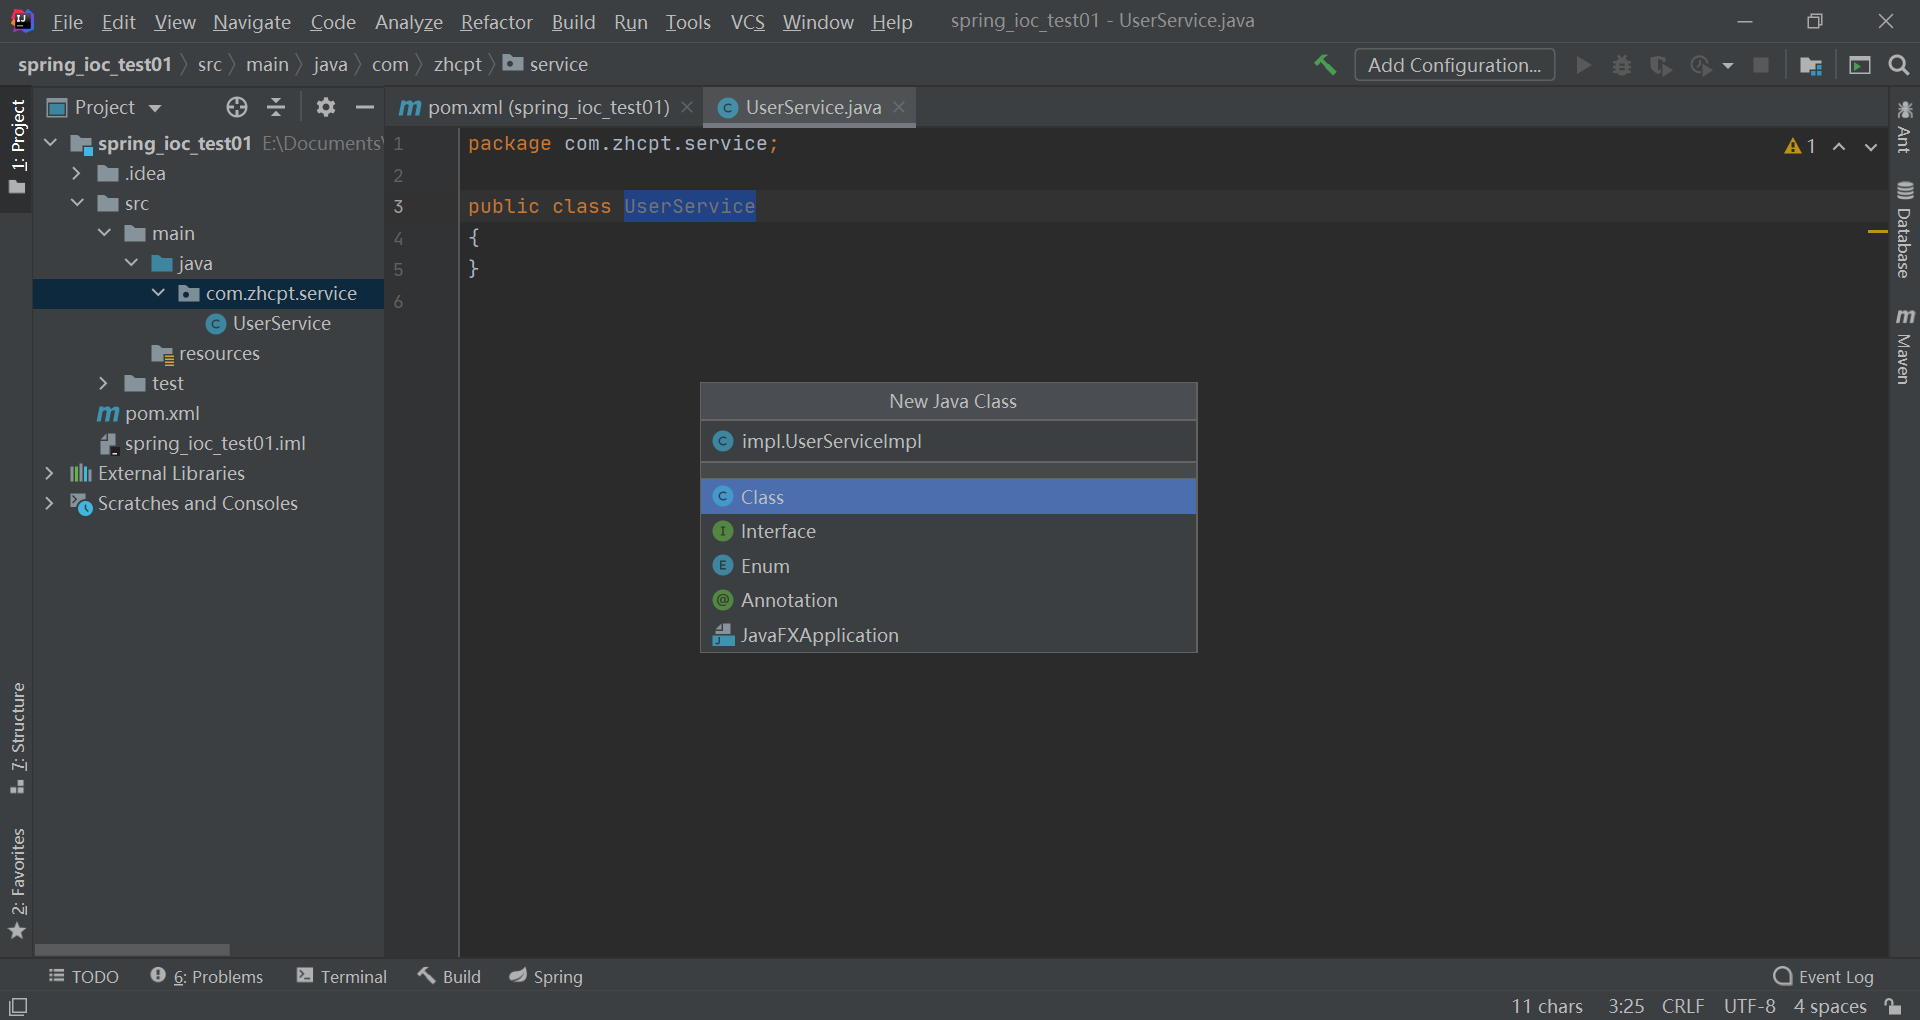 File Edit View Navigate Code Analyze Refactor Build Run Tools VCS Window Help spring_ioc_test01 - UserService.java
spring_ioc_test01 src main java com zhcpt service Add Configuration...
Project
pom.xml (spring_ioc_test01) UserService.java
1: Project
7: Structure
2: Favorites
spring_ioc_test01 E:\Documents\
.idea
src
main
java
com.zhcpt.service
UserService
resources
test
pom.xml
spring_ioc_test01.iml
External Libraries
Scratches and Consoles
1 package com.zhcpt.service;
2
3 public class UserService
4 {
5 }
6
1
New Java Class
impl.UserServiceImpl
Class
Interface
Enum
Annotation
JavaFXApplication
Ant
Database
Maven
TODO 6: Problems Terminal Build Spring Event Log
11 chars 3:25 CRLF UTF-8 4 spaces